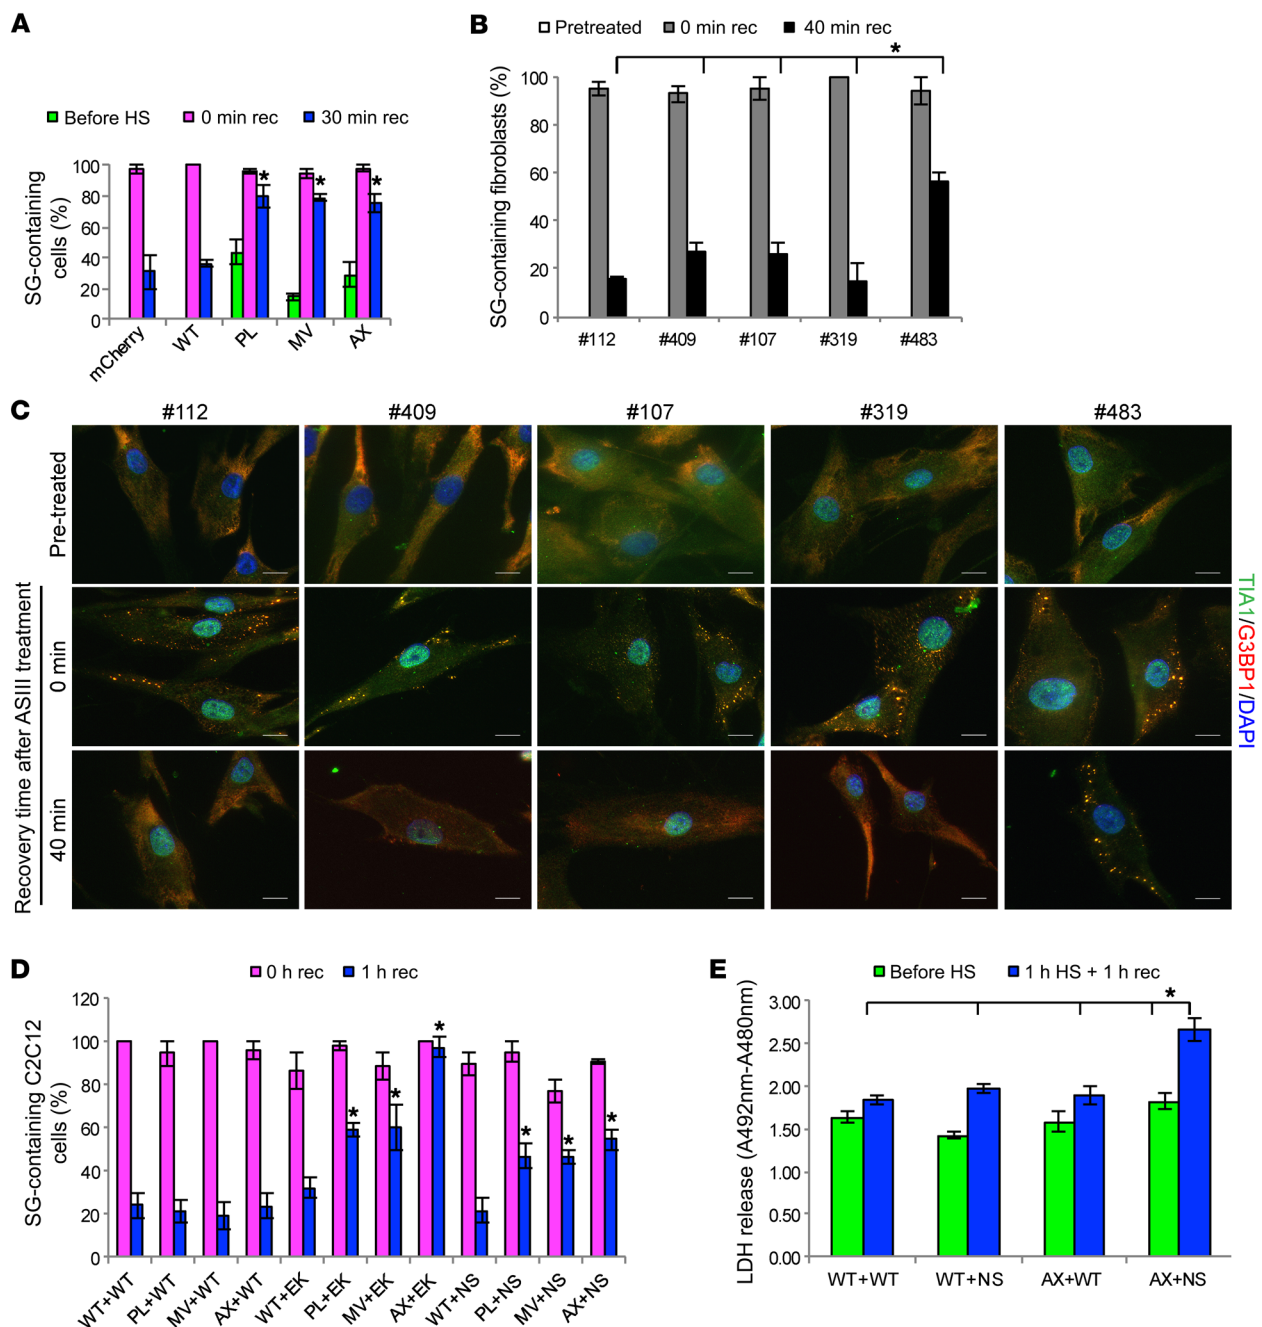 A
Before HS 0 min rec 30 min rec
SG-containing
cells (%)
100
80
60
40
20
0
mCherry WT PL MV AX
* * *
B
Pretreated 0 min rec 40 min rec
*
SG-containing fibroblasts (%)
100
80
60
40
20
0
#112 #409 #107 #319 #483
C
#112 #409 #107 #319 #483
Pre-treated
Recovery time after ASIII treatment
0 min
40 min
TIA1/G3BP1/DAPI
D
0 h rec 1 h rec
SG-containing C2C12
cells (%)
120
100
80
60
40
20
0
* * * * * *
WT+WT PL+WT MV+WT AX+WT WT+EK PL+EK MV+EK AX+EK WT+NS PL+NS MV+NS AX+NS
E
Before HS 1 h HS + 1 h rec
*
LDH release (A492nm-A480nm)
3.00
2.50
2.00
1.50
1.00
0.50
0.00
WT+WT WT+NS AX+WT AX+NS